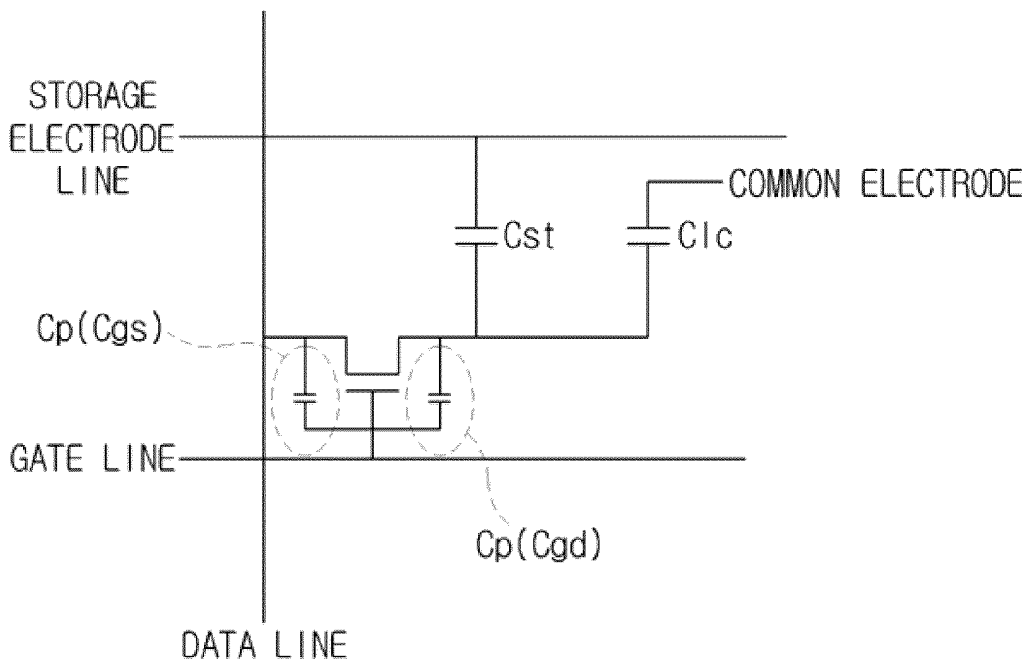 STORAGE
ELECTRODE
LINE
COMMON ELECTRODE
Cst
Clc
Cp(Cgs)
GATE LINE
Cp(Cgd)
DATA LINE